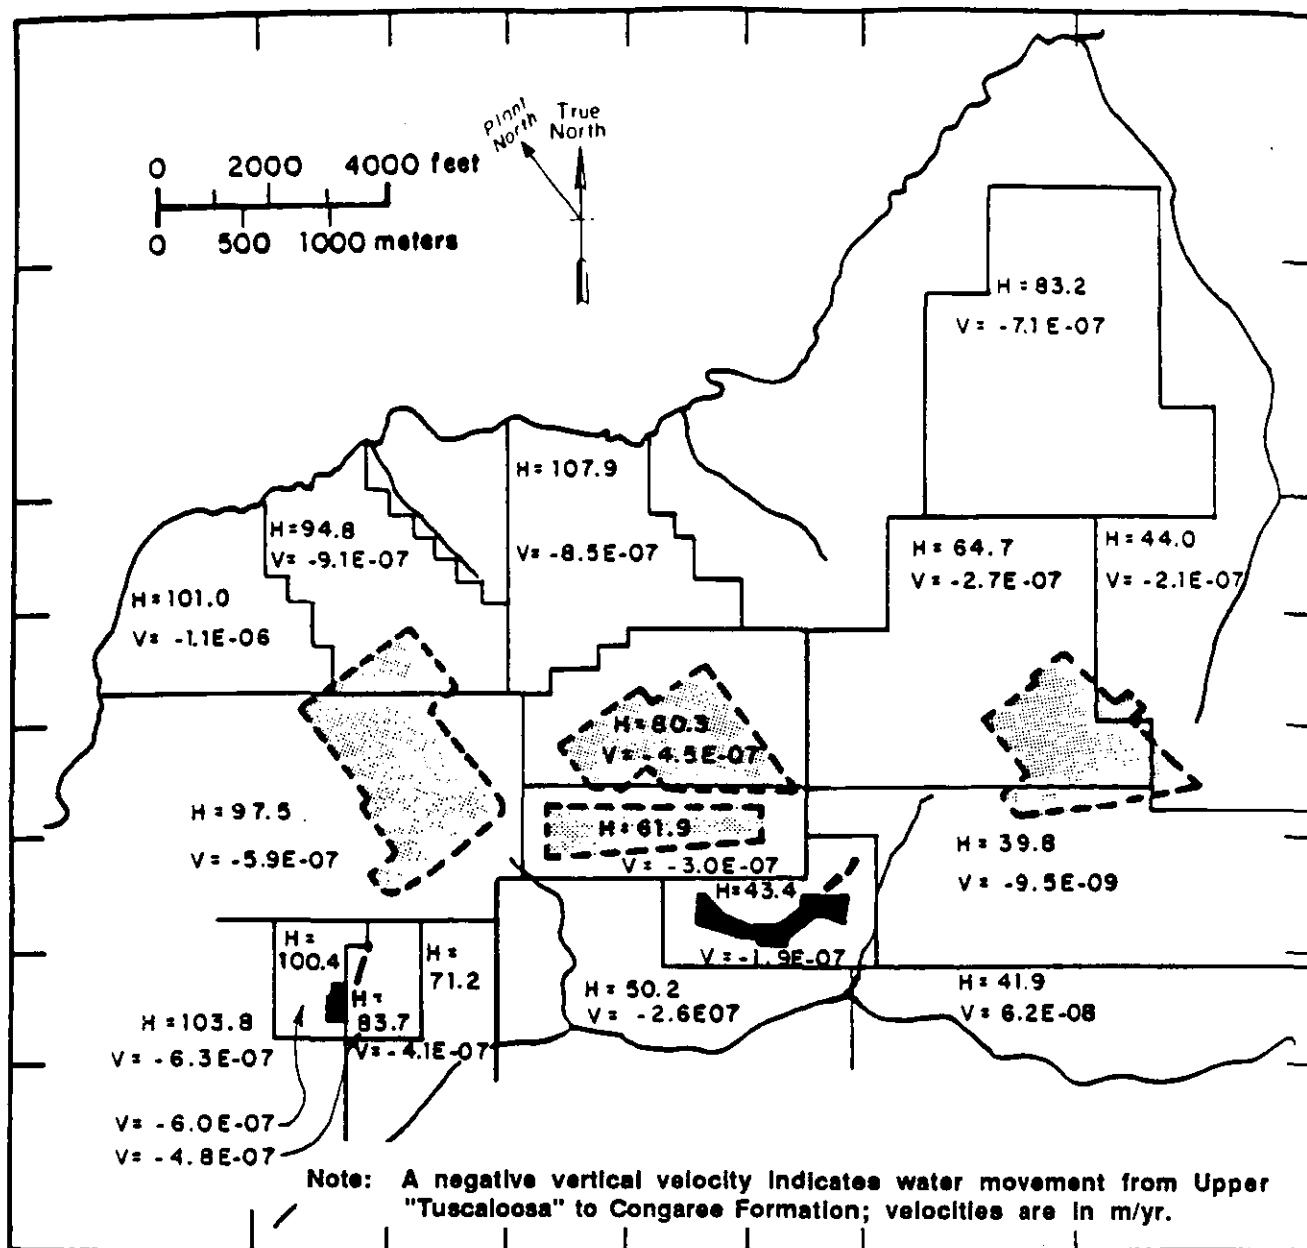 Plant
North
True
North
0 2000 4000 feet
0 500 1000 meters
H = 83.2
V = -7.1E-07
H = 107.9
V = -8.5E-07
H = 94.8
V = -9.1E-07
H = 64.7
V = -2.7E-07
H = 44.0
V = -2.1E-07
H = 101.0
V = -1.1E-06
H = 80.3
V = -4.5E-07
H = 97.5
V = -5.9E-07
H = 61.9
V = -3.0E-07
H = 39.8
V = -9.5E-09
H = 43.4
V = -1.9E-07
H =
100.4
H =
71.2
H =
83.7
V = -4.1E-07
H = 103.8
V = -6.3E-07
H = 50.2
V = -2.6E07
H = 41.9
V = 6.2E-08
V = -6.0E-07
V = -4.8E-07
Note: A negative vertical velocity indicates water movement from Upper
"Tuscaloosa" to Congaree Formation; velocities are in m/yr.